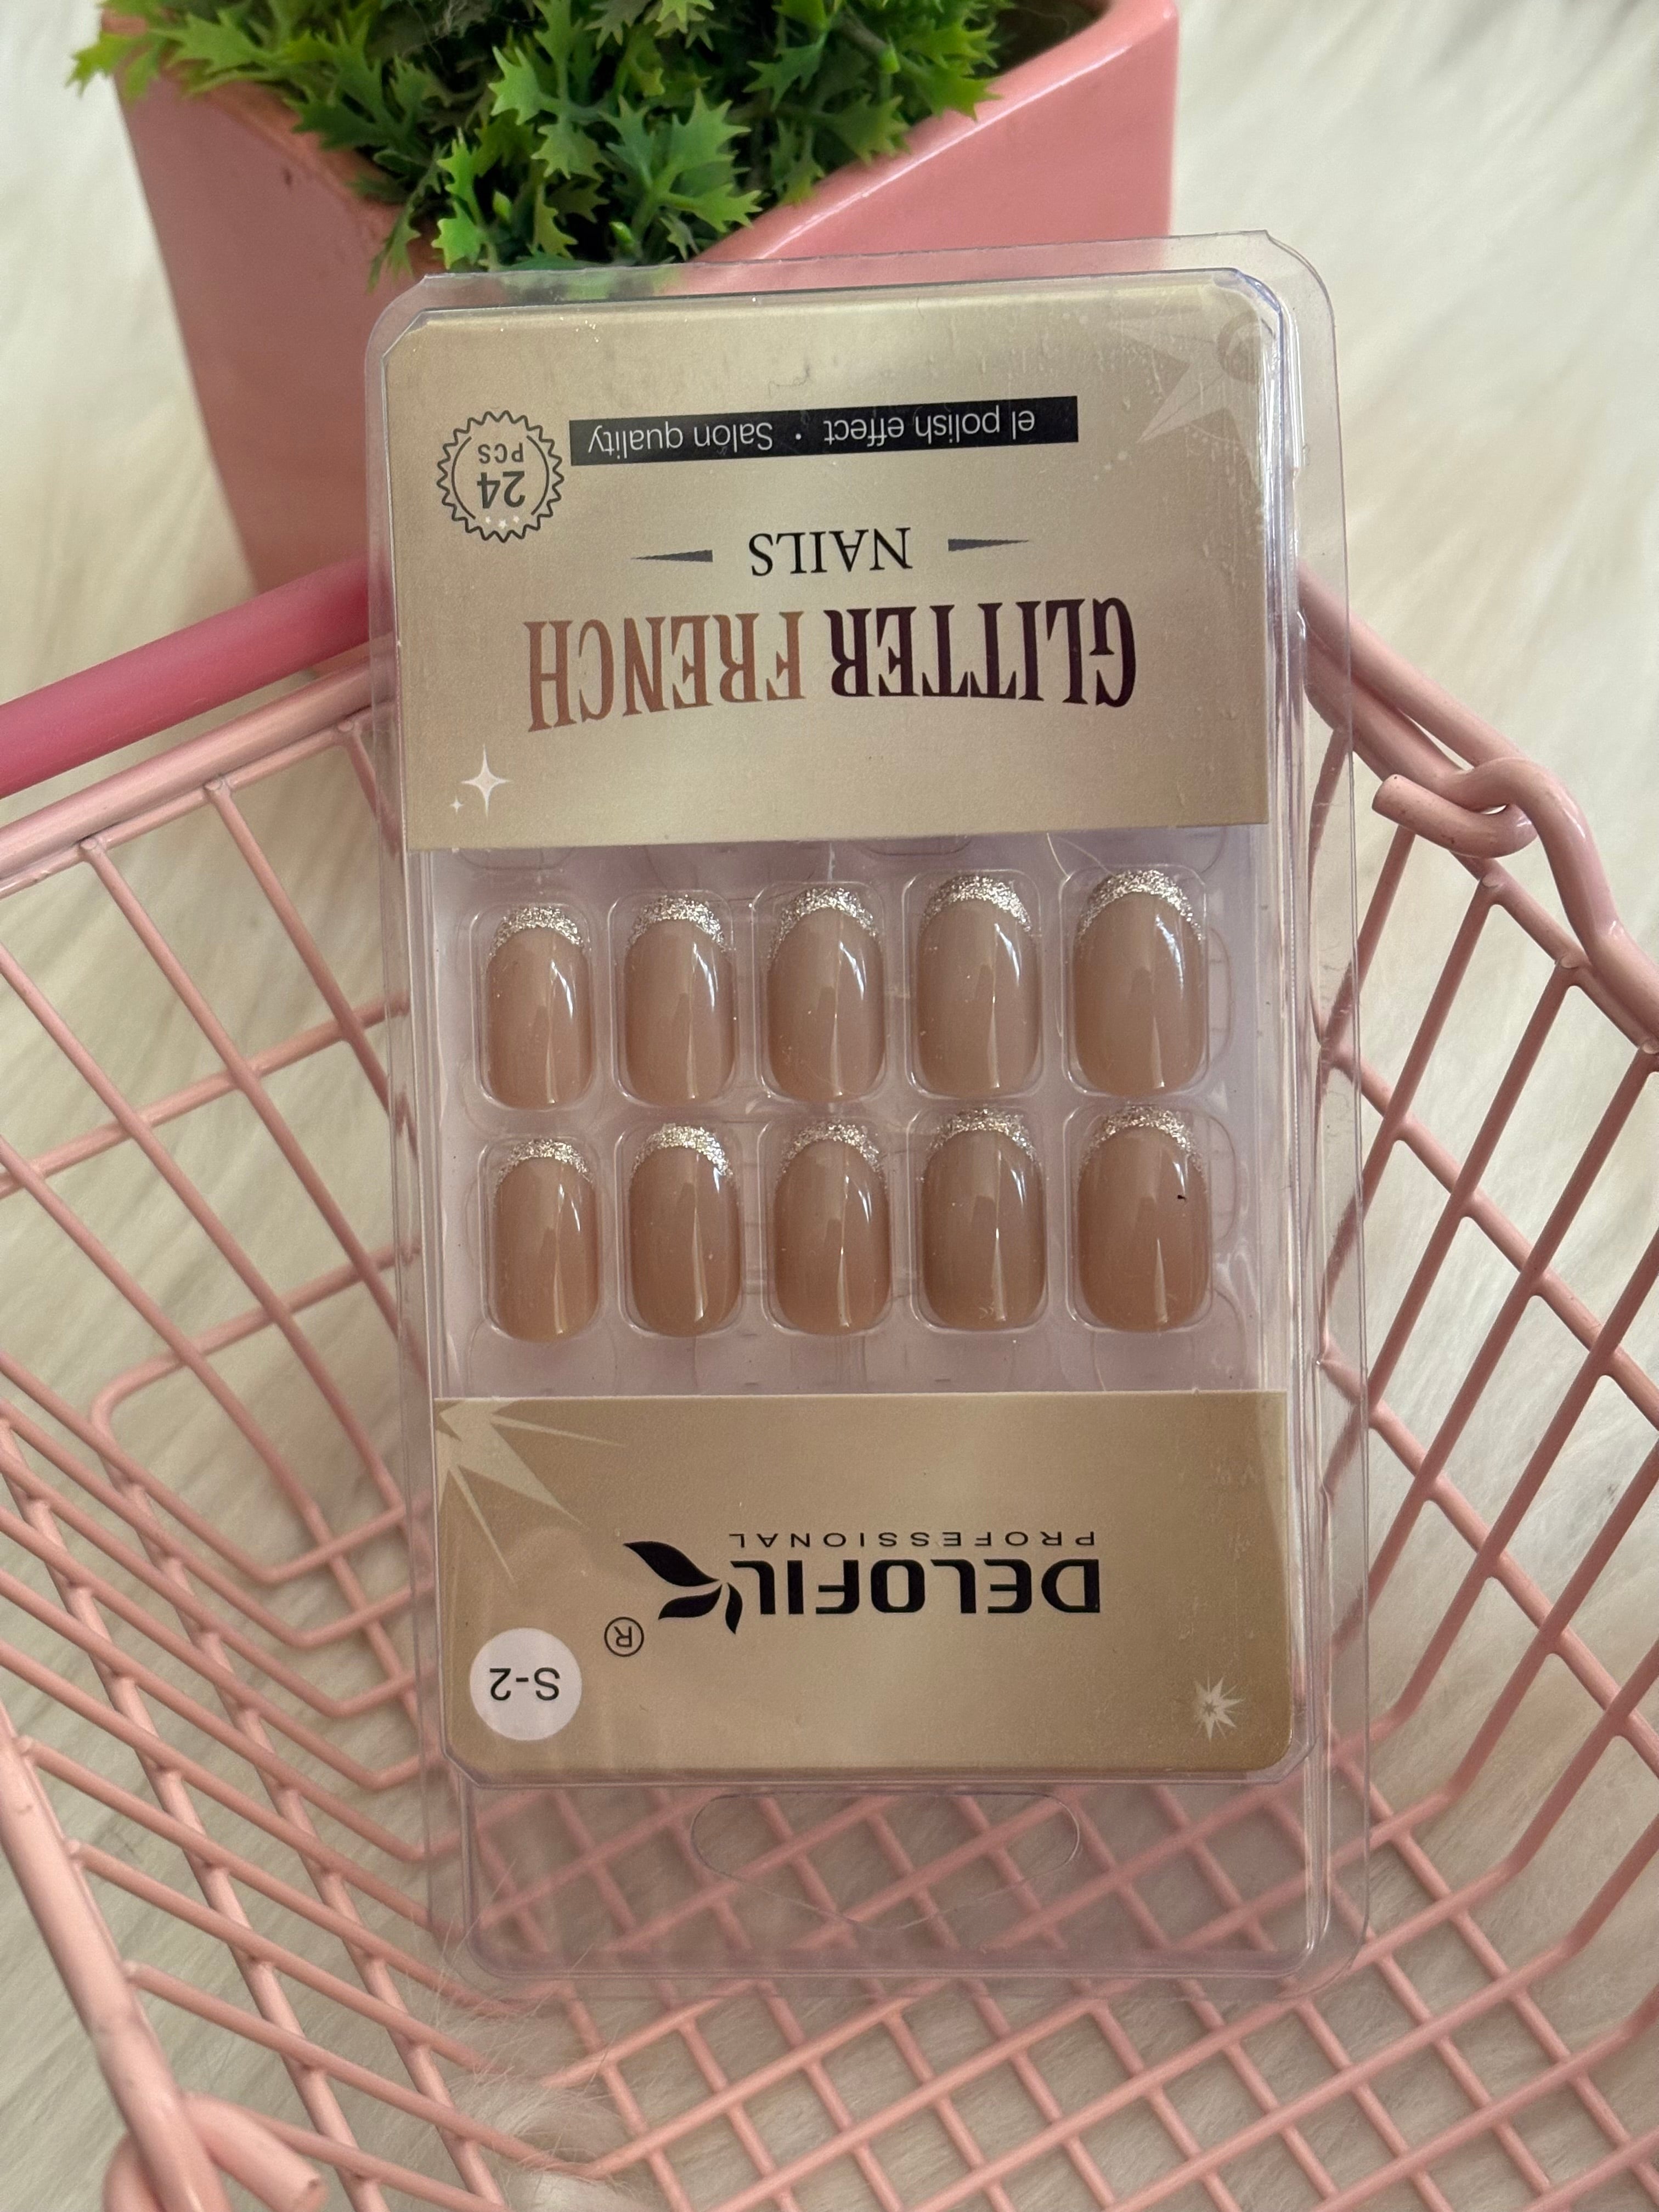 S-2
DELOFIL®
PROFESSIONAL
GLITTER FRENCH
NAILS
24
PCS
el polish effect · Salon quality